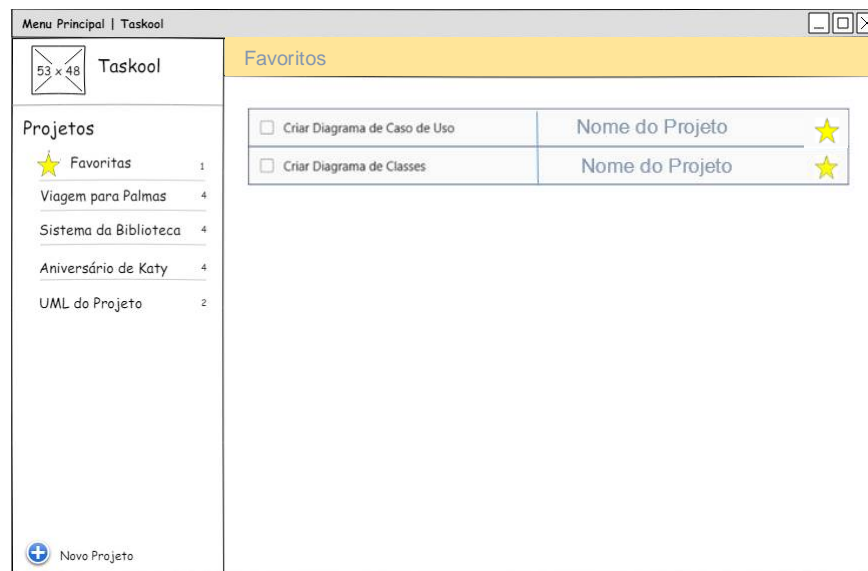 Menu Principal | Taskool
53 x 48
Taskool
Favoritos
Projetos
Favoritas 1
Viagem para Palmas 4
Sistema da Biblioteca 4
Aniversário de Katy 4
UML do Projeto 2
Criar Diagrama de Caso de Uso Nome do Projeto
Criar Diagrama de Classes Nome do Projeto
Novo Projeto